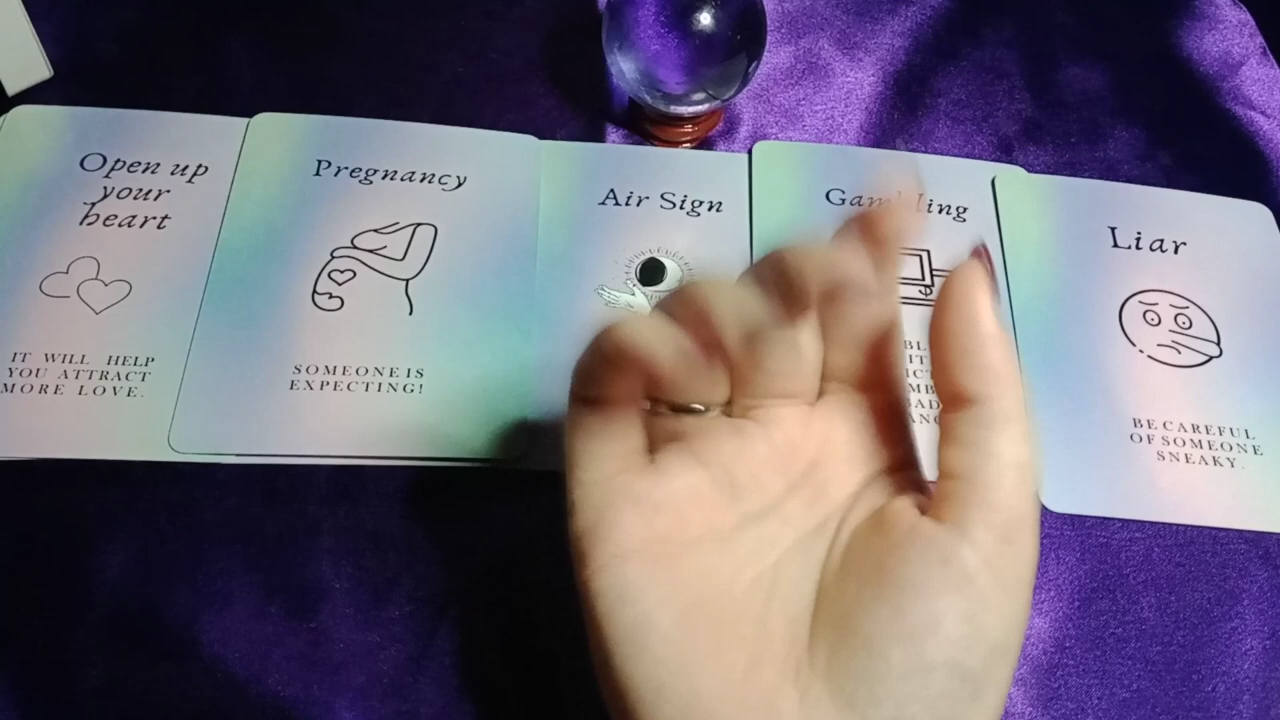 Open up
your
heart
IT WILL HELP
YOU ATTRACT
MORE LOVE.
Pregnancy
SOMEONE IS
EXPECTING!
Air Sign
Gambling
Liar
BE CAREFUL
OF SOMEONE
SNEAKY.